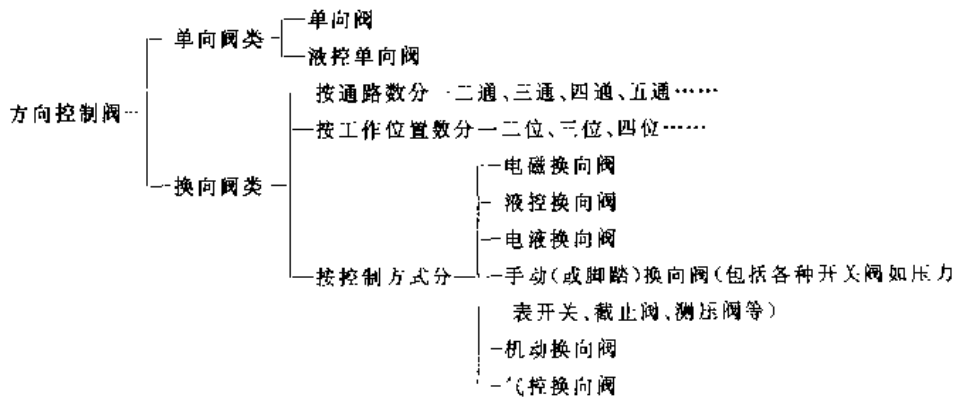 单向阀
单向阀类
液控单向阀
按通路数分一二通、三通、四通、五通……
方向控制阀
按工作位置数分一二位、三位、四位……
电磁换向阀
换向阀类
液控换向阀
电液换向阀
按控制方式分
手动(或脚踏)换向阀(包括各种开关阀如压力
表开关、截止阀、测压阀等)
机动换向阀
气控换向阀